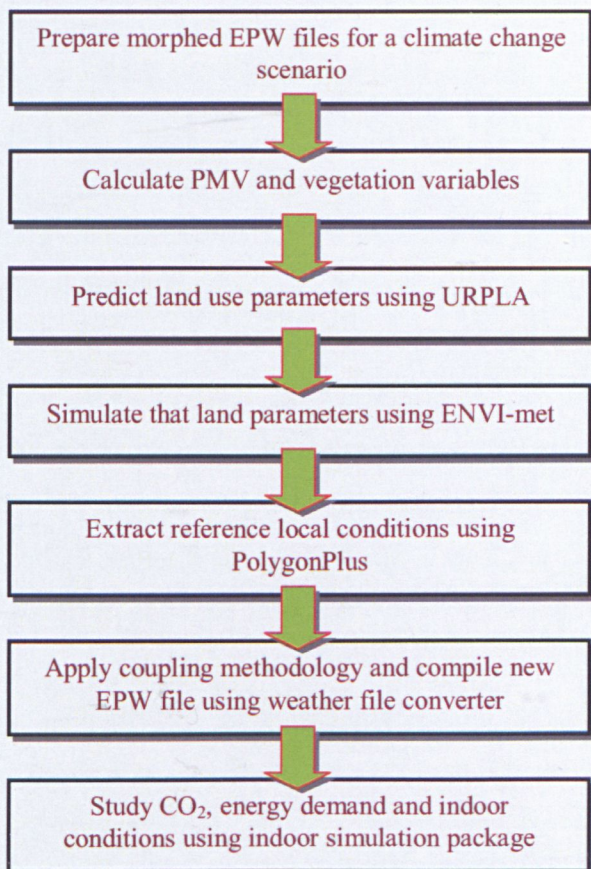 Prepare morphed EPW files for a climate change
scenario
Calculate PMV and vegetation variables
Predict land use parameters using URPLA
Simulate that land parameters using ENVI-met
Extract reference local conditions using
PolygonPlus
Apply coupling methodology and compile new
EPW file using weather file converter
Study CO₂, energy demand and indoor
conditions using indoor simulation package